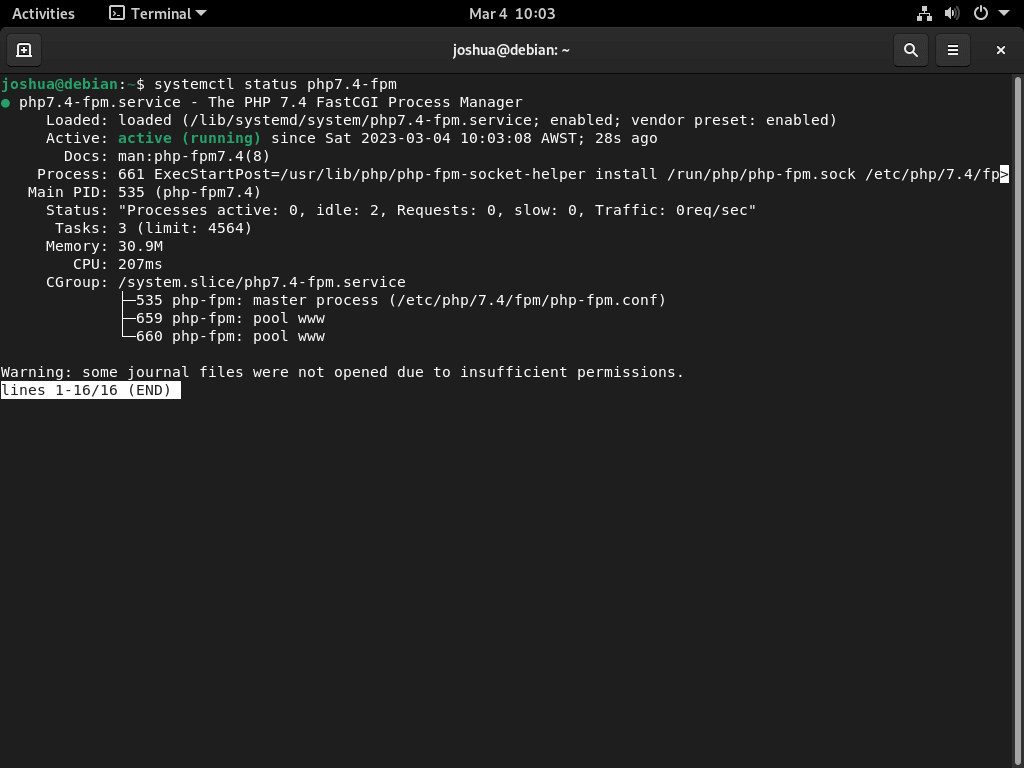 Activities Terminal Mar 4 10:03
joshua@debian: ~
joshua@debian:~$ systemctl status php7.4-fpm
● php7.4-fpm.service - The PHP 7.4 FastCGI Process Manager
Loaded: loaded (/lib/systemd/system/php7.4-fpm.service; enabled; vendor preset: enabled)
Active: active (running) since Sat 2023-03-04 10:03:08 AWST; 28s ago
Docs: man:php-fpm7.4(8)
Process: 661 ExecStartPost=/usr/lib/php/php-fpm-socket-helper install /run/php/php-fpm.sock /etc/php/7.4/fp>
Main PID: 535 (php-fpm7.4)
Status: "Processes active: 0, idle: 2, Requests: 0, slow: 0, Traffic: 0req/sec"
Tasks: 3 (limit: 4564)
Memory: 30.9M
CPU: 207ms
CGroup: /system.slice/php7.4-fpm.service
├─535 php-fpm: master process (/etc/php/7.4/fpm/php-fpm.conf)
├─659 php-fpm: pool www
└─660 php-fpm: pool www
Warning: some journal files were not opened due to insufficient permissions.
lines 1-16/16 (END)